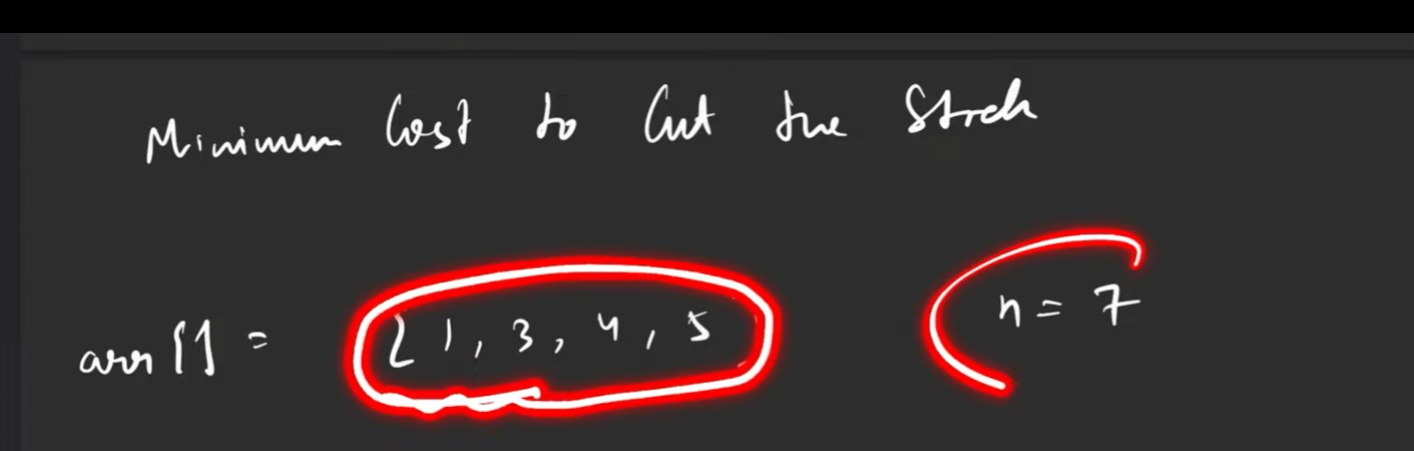 Minimum Cost to Cut the Stick
arr[] = [1, 3, 4, 5 n = 7